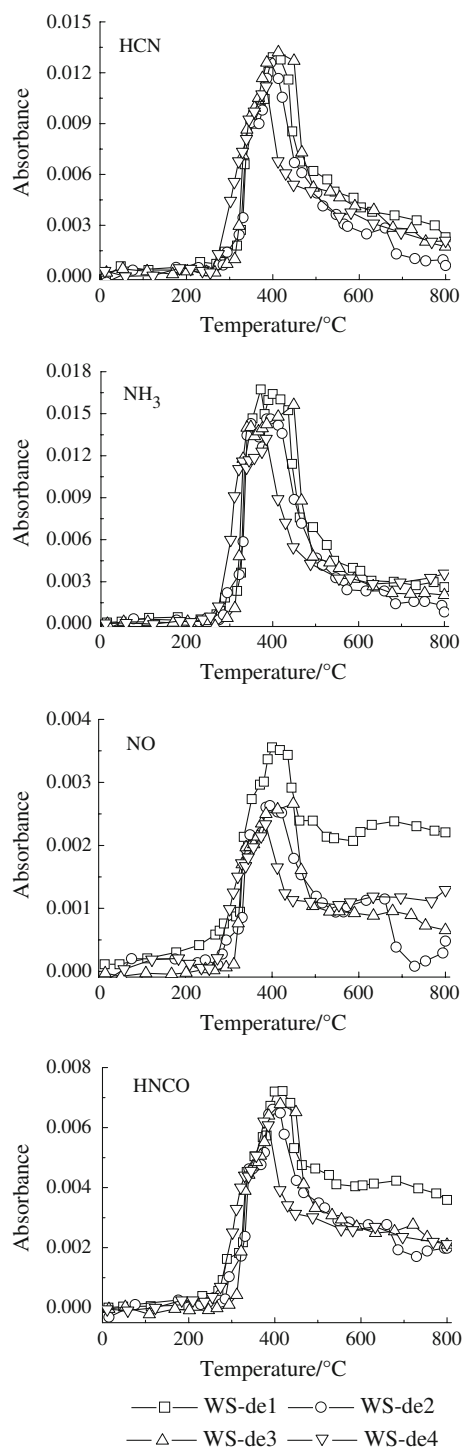 HCN
Absorbance
0.015
0.012
0.009
0.006
0.003
0.000
0 200 400 600 800
Temperature/°C
NH3
Absorbance
0.018
0.015
0.012
0.009
0.006
0.003
0.000
0 200 400 600 800
Temperature/°C
NO
Absorbance
0.004
0.003
0.002
0.001
0.000
0 200 400 600 800
Temperature/°C
HNCO
Absorbance
0.008
0.006
0.004
0.002
0.000
0 200 400 600 800
Temperature/°C
WS-de1 WS-de2
WS-de3 WS-de4